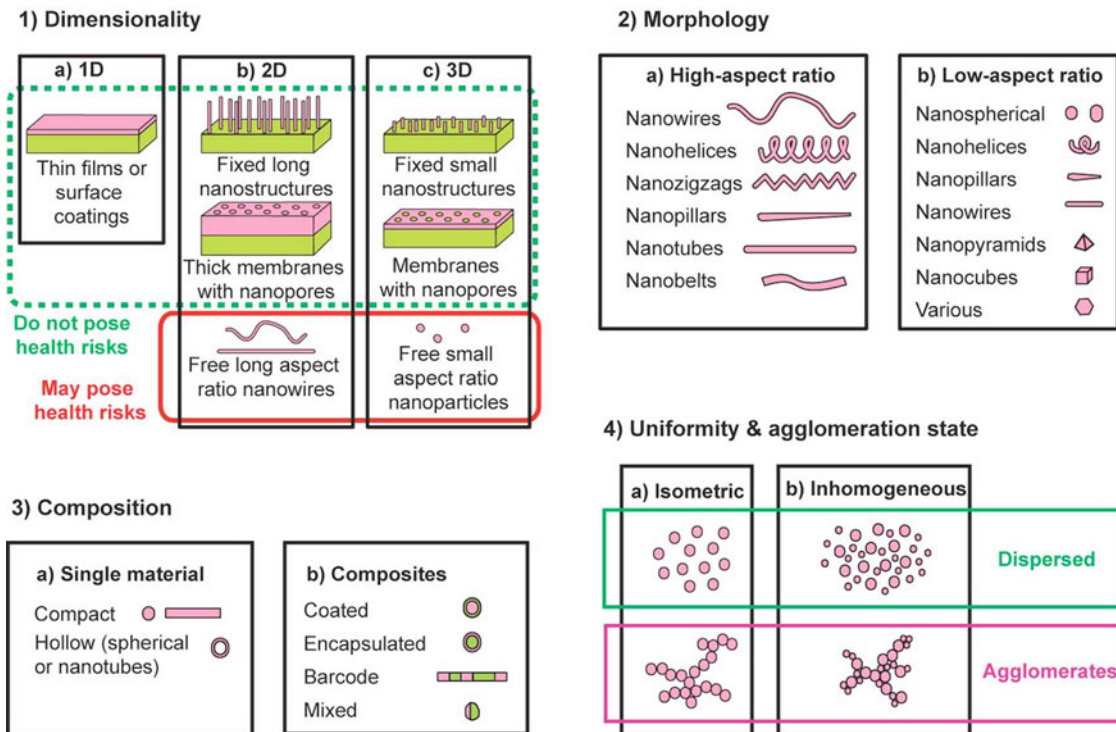 1) Dimensionality
a) 1D
Thin films or
surface
coatings
b) 2D
Fixed long
nanostructures
Thick membranes
with nanopores
Free long aspect
ratio nanowires
c) 3D
Fixed small
nanostructures
Membranes
with nanopores
Free small
aspect ratio
nanoparticles
Do not pose
health risks
May pose
health risks
2) Morphology
a) High-aspect ratio
Nanowires
Nanohelices
Nanozigzags
Nanopillars
Nanotubes
Nanobelts
b) Low-aspect ratio
Nanospherical
Nanohelices
Nanopillars
Nanowires
Nanopyramids
Nanocubes
Various
3) Composition
a) Single material
Compact
Hollow (spherical
or nanotubes)
b) Composites
Coated
Encapsulated
Barcode
Mixed
4) Uniformity & agglomeration state
a) Isometric
b) Inhomogeneous
Dispersed
Agglomerates